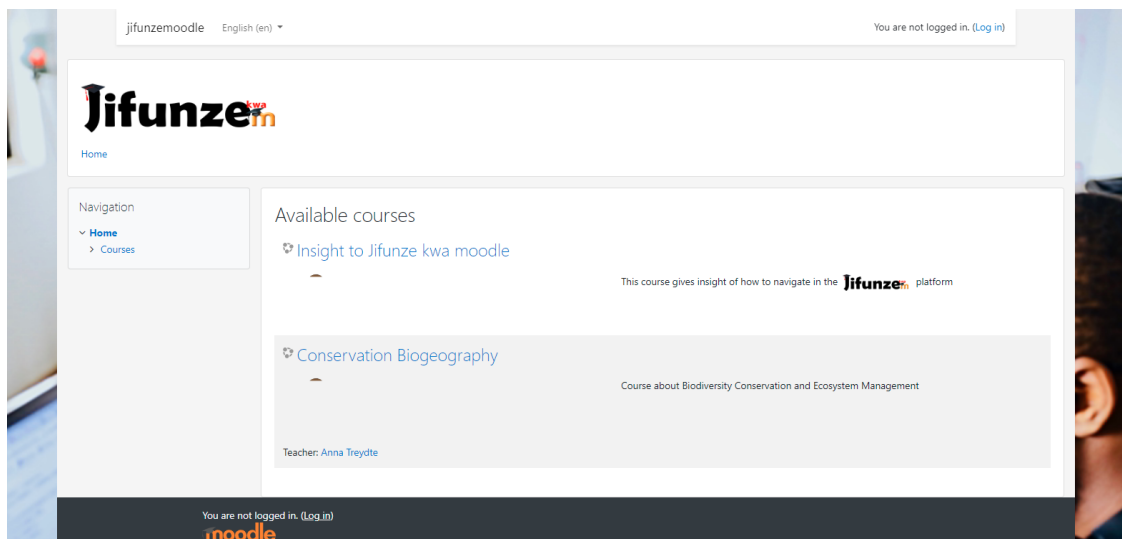 jifunzemoodle English (en) You are not logged in. (Log in)
Jifunze kwa m
Home
Navigation
Home
Courses
Available courses
Insight to Jifunze kwa moodle
This course gives insight of how to navigate in the Jifunze m platform
Conservation Biogeography
Course about Biodiversity Conservation and Ecosystem Management
Teacher: Anna Treydte
You are not logged in. (Log in)
moodle